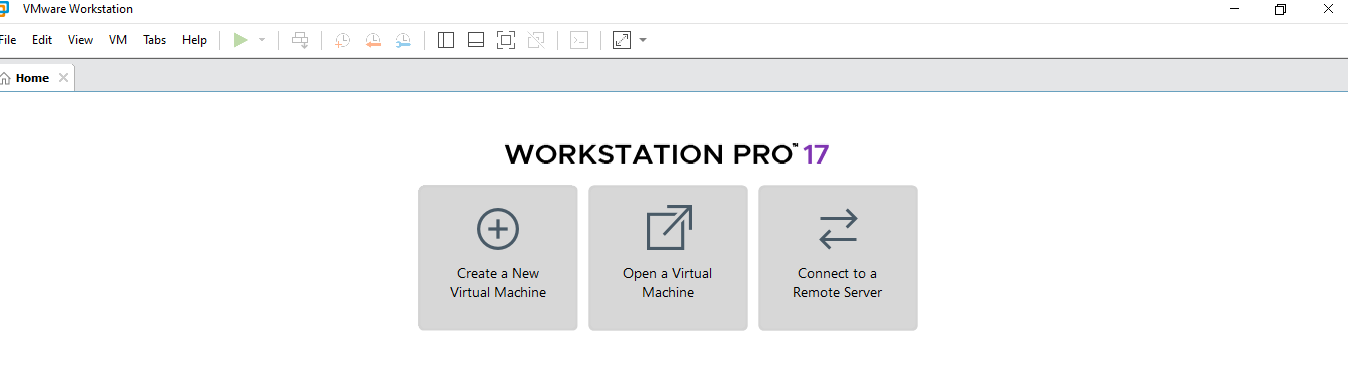 VMware Workstation
File Edit View VM Tabs Help
Home
WORKSTATION PRO™ 17
Create a New
Virtual Machine
Open a Virtual
Machine
Connect to a
Remote Server